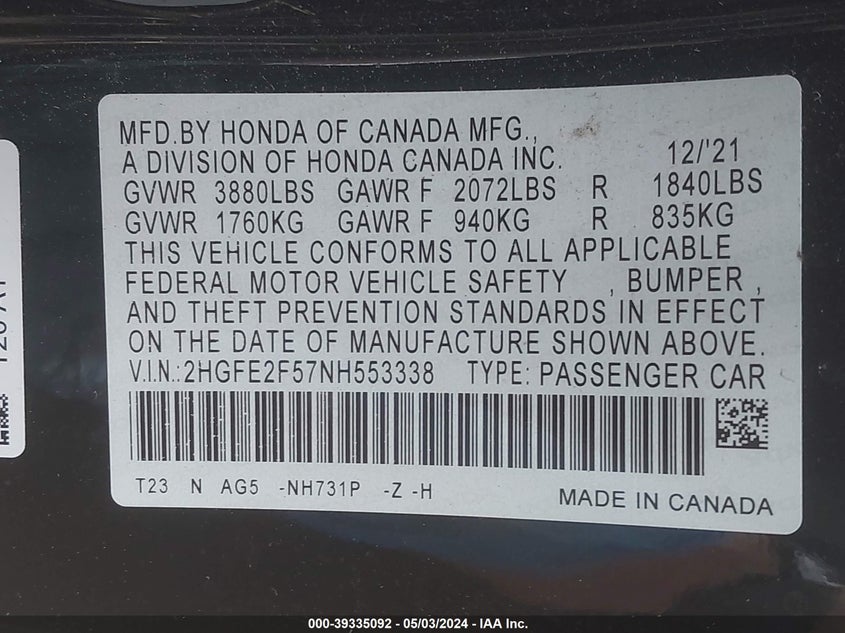 MFD.BY HONDA OF CANADA MFG.,
A DIVISION OF HONDA CANADA INC. 12/'21
GVWR 3880LBS GAWR F 2072LBS R 1840LBS
GVWR 1760KG GAWR F 940KG R 835KG
THIS VEHICLE CONFORMS TO ALL APPLICABLE
FEDERAL MOTOR VEHICLE SAFETY , BUMPER ,
AND THEFT PREVENTION STANDARDS IN EFFECT
ON THE DATE OF MANUFACTURE SHOWN ABOVE.
V.I.N.:2HGFE2F57NH553338 TYPE: PASSENGER CAR
T23 N AG5 -NH731P -Z -H
MADE IN CANADA
000-39335092 - 05/03/2024 - IAA Inc.